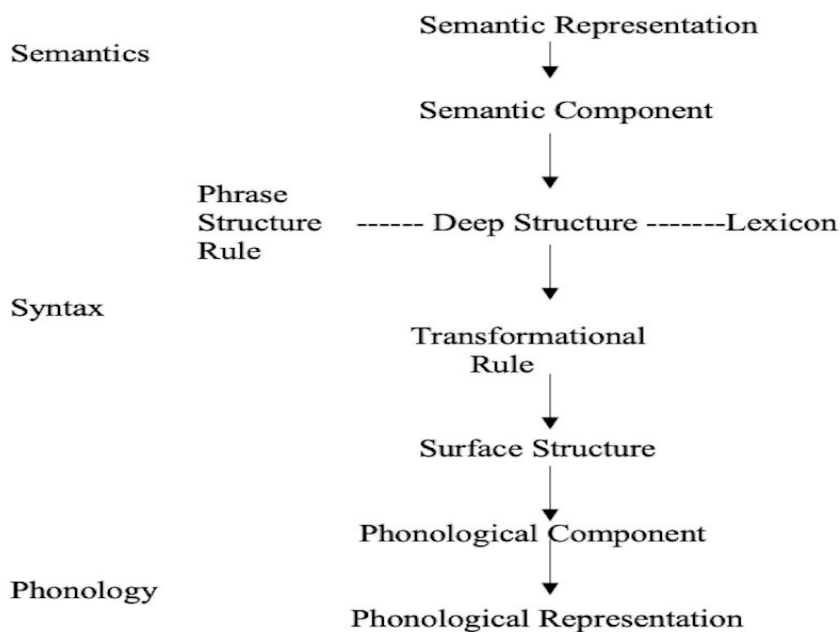 Semantic Representation
Semantics
Semantic Component
Phrase
Structure ------ Deep Structure -------Lexicon
Rule
Syntax
Transformational
Rule
Surface Structure
Phonological Component
Phonology
Phonological Representation